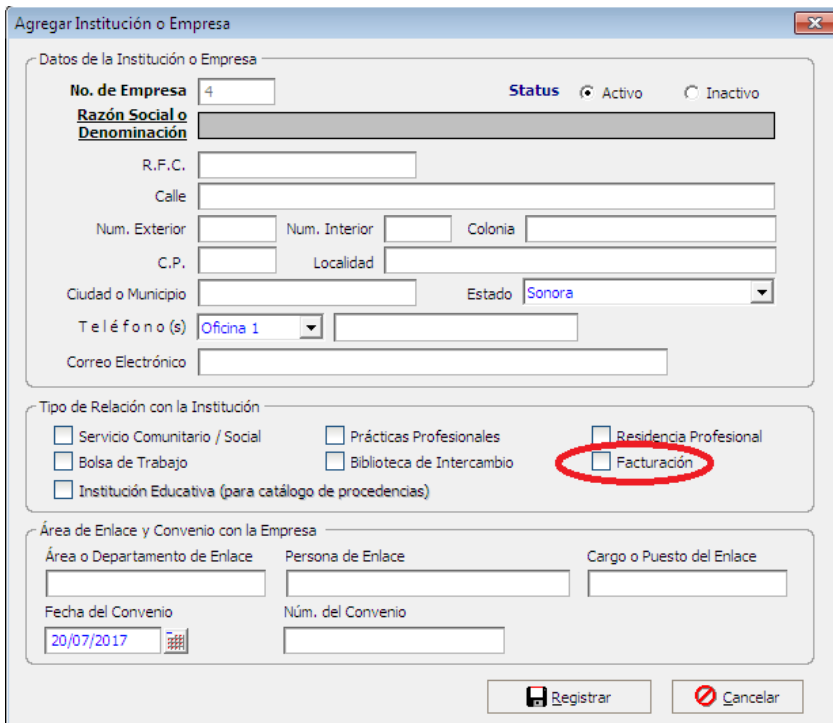 Agregar Institución o Empresa
Datos de la Institución o Empresa
No. de Empresa 4 Status Activo Inactivo
Razón Social o
Denominación
R.F.C.
Calle
Num. Exterior Num. Interior Colonia
C.P. Localidad
Ciudad o Municipio Estado Sonora
Teléfono (s) Oficina 1
Correo Electrónico
Tipo de Relación con la Institución
Servicio Comunitario / Social Prácticas Profesionales Residencia Profesional
Bolsa de Trabajo Biblioteca de Intercambio Facturación
Institución Educativa (para catálogo de procedencias)
Área de Enlace y Convenio con la Empresa
Área o Departamento de Enlace Persona de Enlace Cargo o Puesto del Enlace
Fecha del Convenio Núm. del Convenio
20/07/2017
Registrar Cancelar